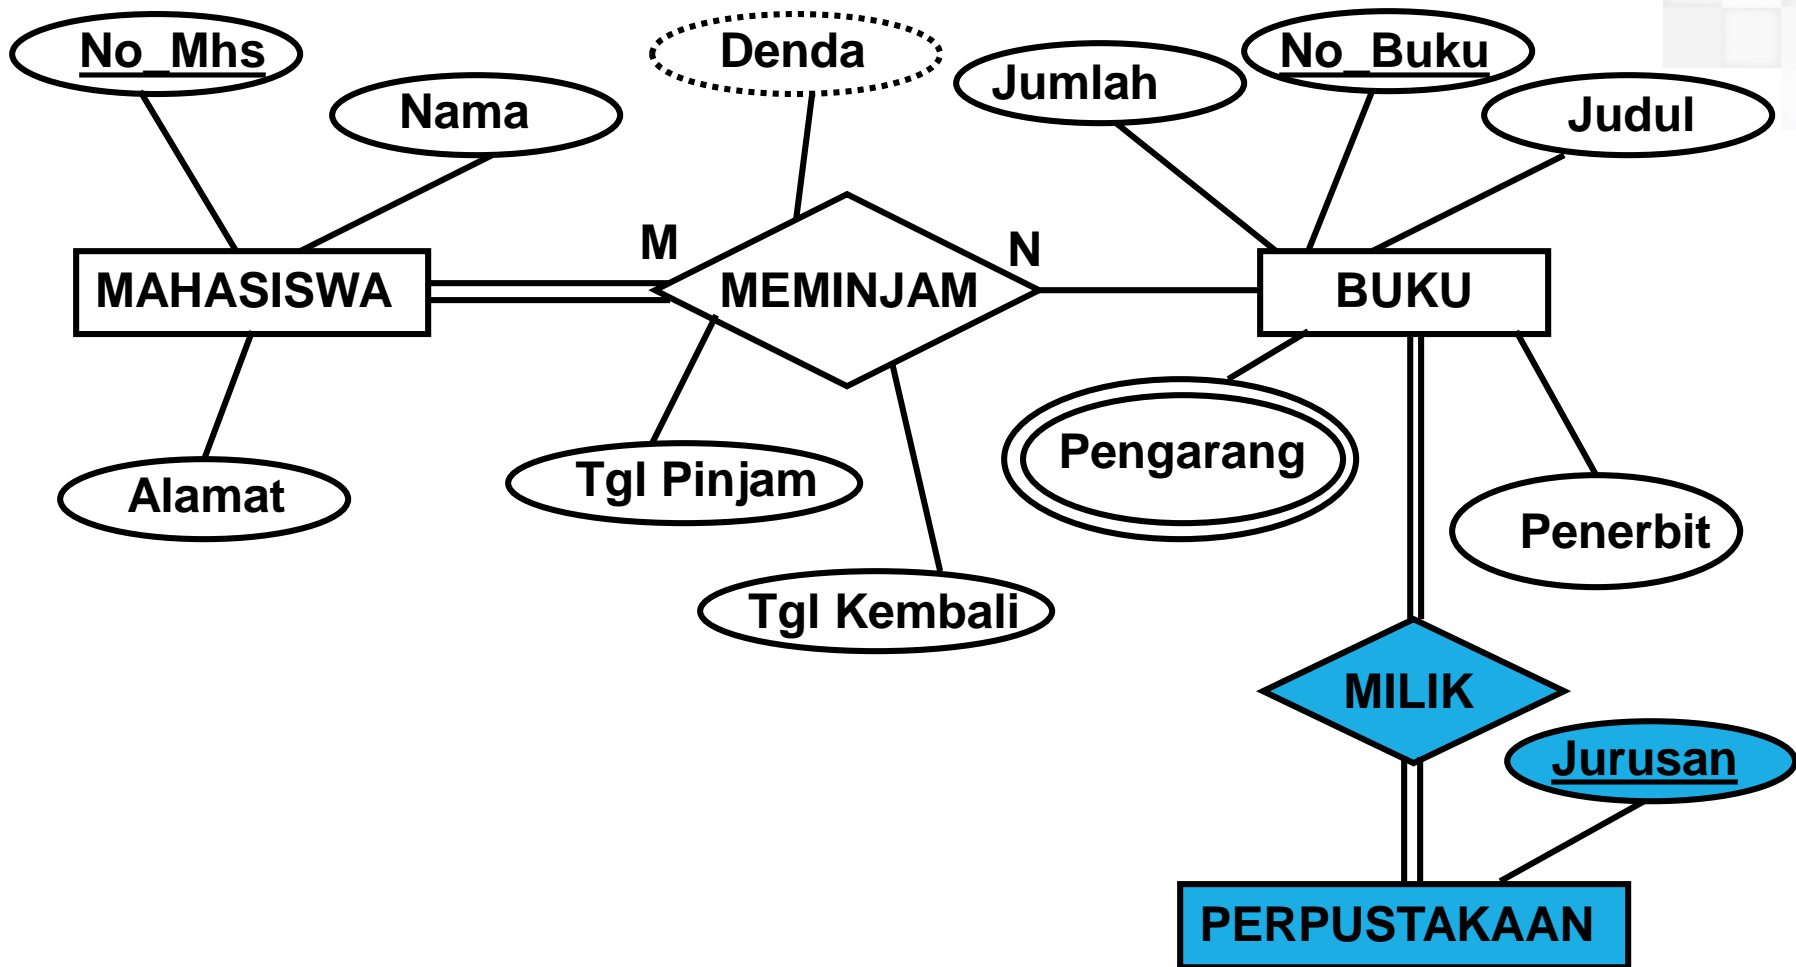 No_Mhs
Denda
No_Buku
Jumlah
Nama
Judul
M
N
MAHASISWA
MEMINJAM
BUKU
Pengarang
Tgl Pinjam
Alamat
Penerbit
Tgl Kembali
MILIK
Jurusan
PERPUSTAKAAN